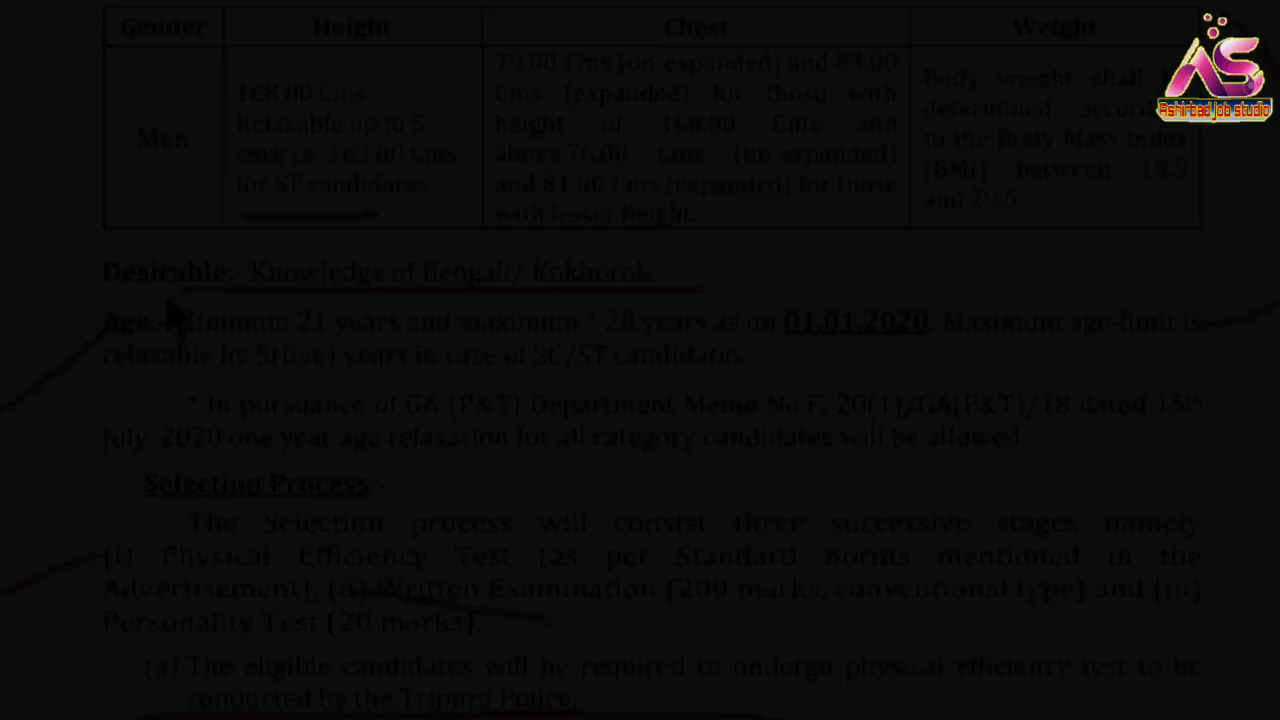 Gender Height Chest Weight
Men
168.00 Cms.
Relaxable up to 5
cms, i.e. 163.00 Cms
for ST candidates.
79.00 Cms (un-expanded) and 84.00
Cms [expanded] for those with
height of 168.00 Cms and
above 76.00 Cms (un-expanded)
and 81.00 Cms [expanded] for those
with lesser height.
Body weight shall
determined
to the Body Mass Index
(BMI) between 18.5
and 29.5.
Desirable - Knowledge of Bengali/ Kokborok.
Age:- Minimum 21 years and maximum * 28 years as on 01.01.2020. Maximum age-limit is
relaxable by 5(five) years in case of SC/ST candidates.
* In pursuance of GA (P&T) Department Memo No.F. 20(1)/GA(P&T)/18 dated 15th
July, 2020 one year age relaxation for all category candidates will be allowed.
Selection Process:-
The Selection process will consist three successive stages namely
(i) Physical Efficiency Test (as per Standard norms mentioned in the
Advertisement), (ii) Written Examination (200 marks, conventional type) and (iii)
Personality Test (20 marks).
(a) The eligible candidates will be required to undergo physical efficiency test to be
conducted by the Tripura Police.
AS
Ashirbad job studio